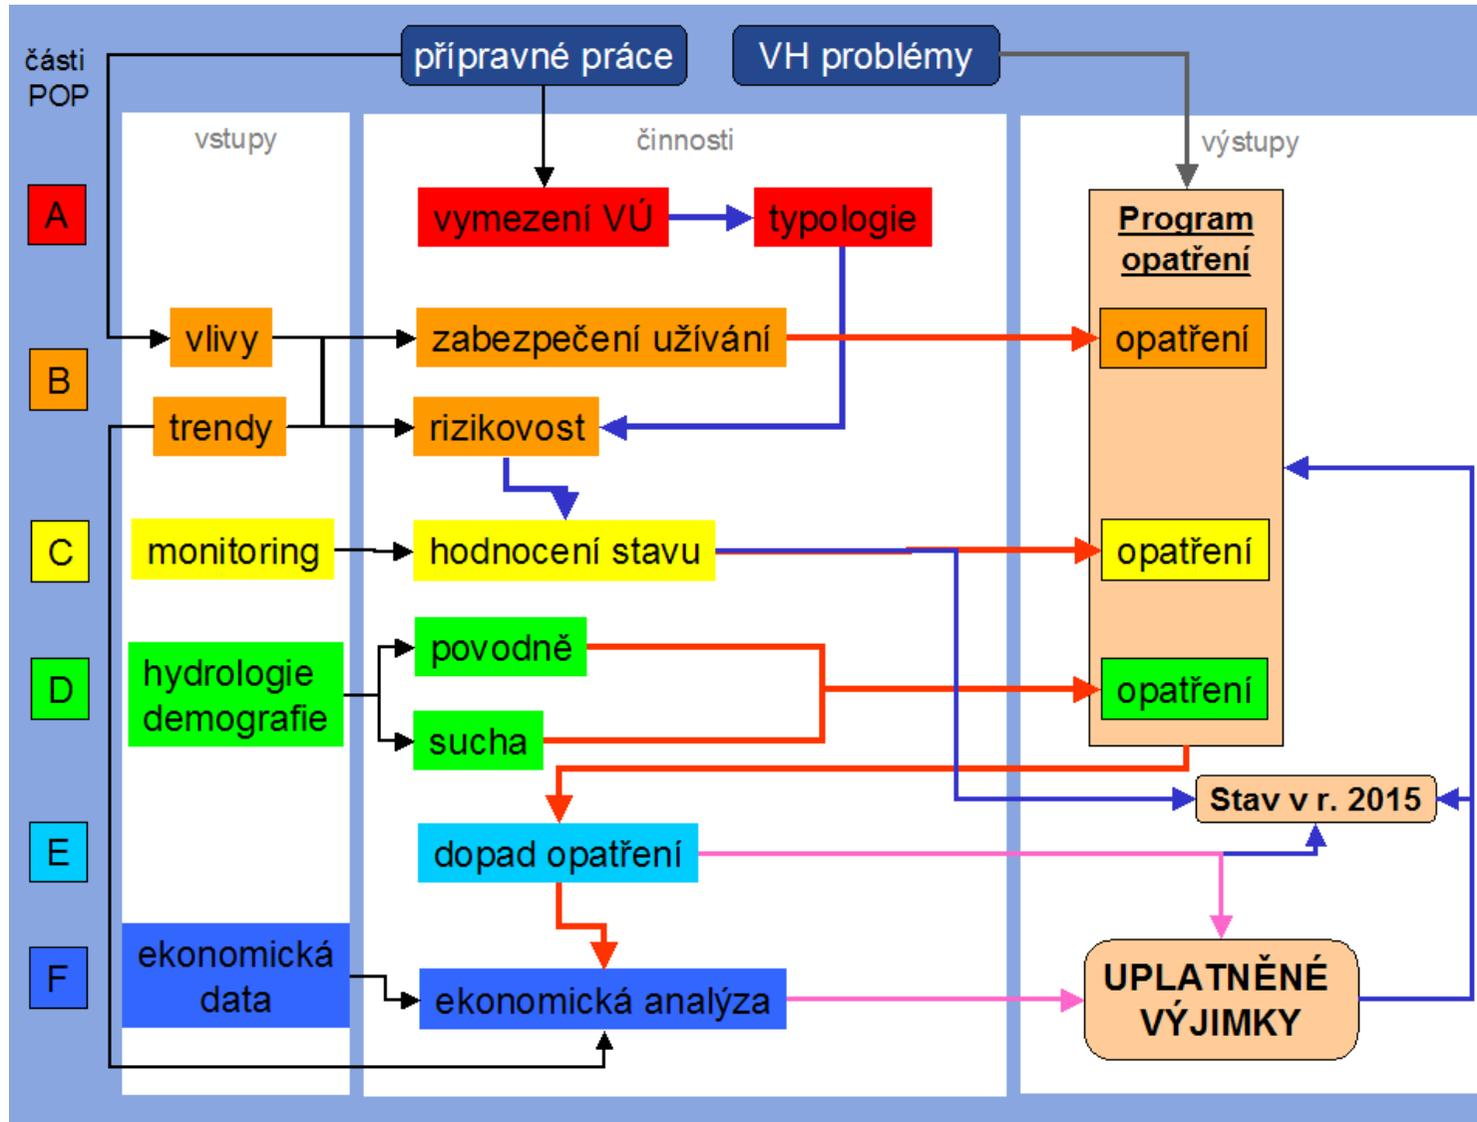 části
POP
přípravné práce
VH problémy
vstupy
činnosti
výstupy
A
vymezení VÚ
typologie
Program
opatření
B
vlivy
zabezpečení užívání
opatření
trendy
rizikovost
C
monitoring
hodnocení stavu
opatření
D
hydrologie
demografie
povodně
sucha
opatření
Stav v r. 2015
E
dopad opatření
F
ekonomická
data
ekonomická analýza
UPLATNĚNÉ
VÝJIMKY